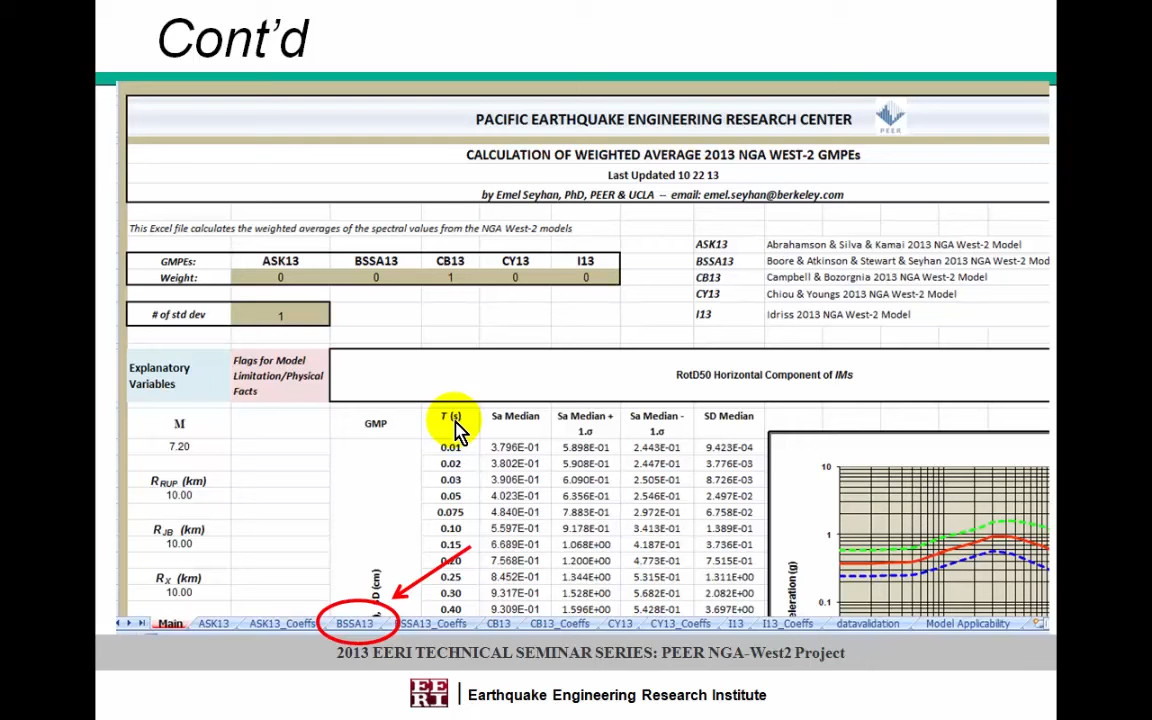 Cont'd
PACIFIC EARTHQUAKE ENGINEERING RESEARCH CENTER
PEER
CALCULATION OF WEIGHTED AVERAGE 2013 NGA WEST-2 GMPEs
Last Updated 10 22 13
by Emel Seyhan, PhD, PEER & UCLA -- email: emel.seyhan@berkeley.com
This Excel file calculates the weighted averages of the spectral values from the NGA West-2 models
GMPEs: ASK13 BSSA13 CB13 CY13 I13
Weight: 0 0 1 0 0
# of std dev 1
ASK13 Abrahamson & Silva & Kamai 2013 NGA West-2 Model
BSSA13 Boore & Atkinson & Stewart & Seyhan 2013 NGA West-2 Mod
CB13 Campbell & Bozorgnia 2013 NGA West-2 Model
CY13 Chiou & Youngs 2013 NGA West-2 Model
I13 Idriss 2013 NGA West-2 Model
Explanatory
Variables
Flags for Model
Limitation/Physical
Facts
RotD50 Horizontal Component of IMs
M
7.20
RRUP (km)
10.00
RJB (km)
10.00
RX (km)
10.00
GMP
T (s) Sa Median Sa Median + 1.σ Sa Median - 1.σ SD Median
0.01 3.796E-01 5.898E-01 2.443E-01 9.423E-04
0.02 3.802E-01 5.908E-01 2.447E-01 3.776E-03
0.03 3.906E-01 6.090E-01 2.505E-01 8.726E-03
0.05 4.023E-01 6.356E-01 2.546E-01 2.497E-02
0.075 4.840E-01 7.883E-01 2.972E-01 6.758E-02
0.10 5.597E-01 9.178E-01 3.413E-01 1.389E-01
0.15 6.689E-01 1.068E+00 4.187E-01 3.736E-01
0.20 7.568E-01 1.200E+00 4.773E-01 7.515E-01
0.25 8.452E-01 1.344E+00 5.315E-01 1.311E+00
0.30 9.317E-01 1.528E+00 5.682E-01 2.082E+00
0.40 9.309E-01 1.596E+00 5.428E-01 3.697E+00
D (cm)
10
1
0.1
eleration (g)
Main ASK13 ASK13_Coeffs BSSA13 BSSA13_Coeffs CB13 CB13_Coeffs CY13 CY13_Coeffs I13 I13_Coeffs datavalidation Model Applicability
2013 EERI TECHNICAL SEMINAR SERIES: PEER NGA-West2 Project
EERI
Earthquake Engineering Research Institute